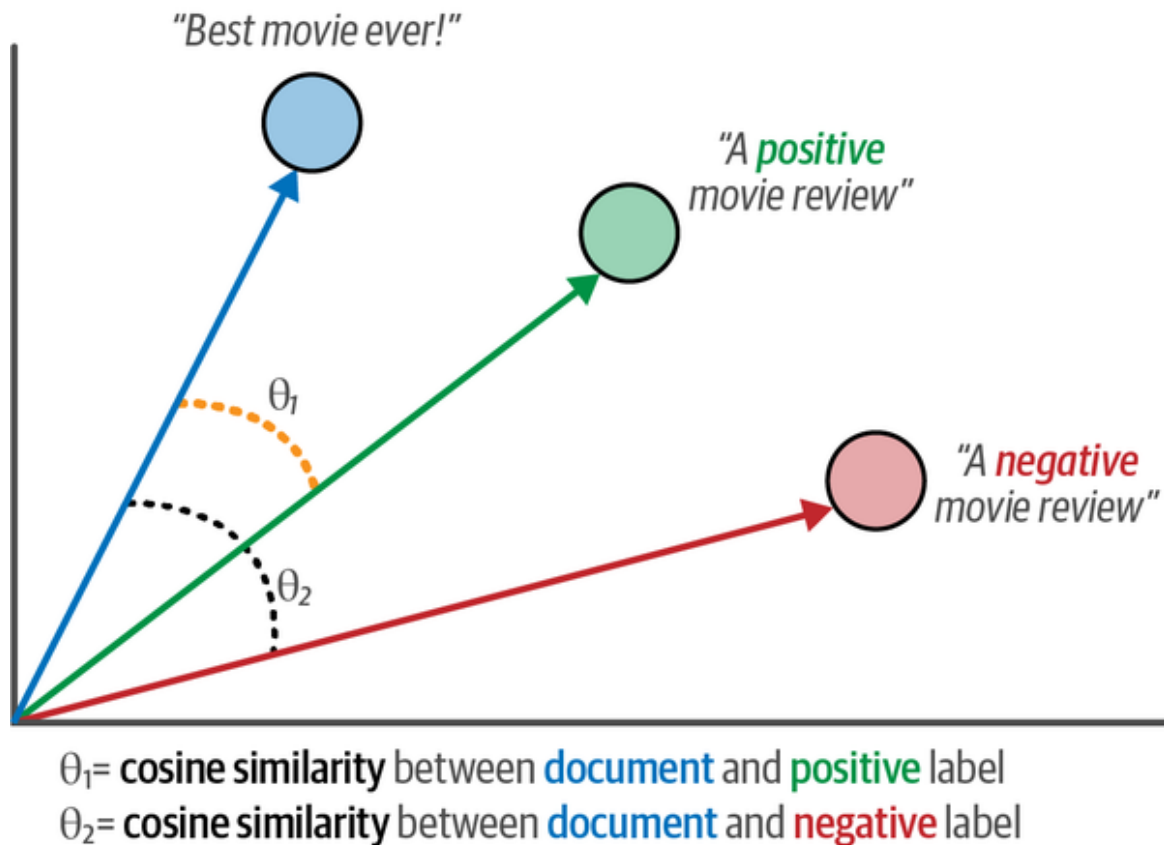 “Best movie ever!”
“A positive
movie review”
θ₁
“A negative
movie review”
θ₂
θ₁= cosine similarity between document and positive label
θ₂= cosine similarity between document and negative label